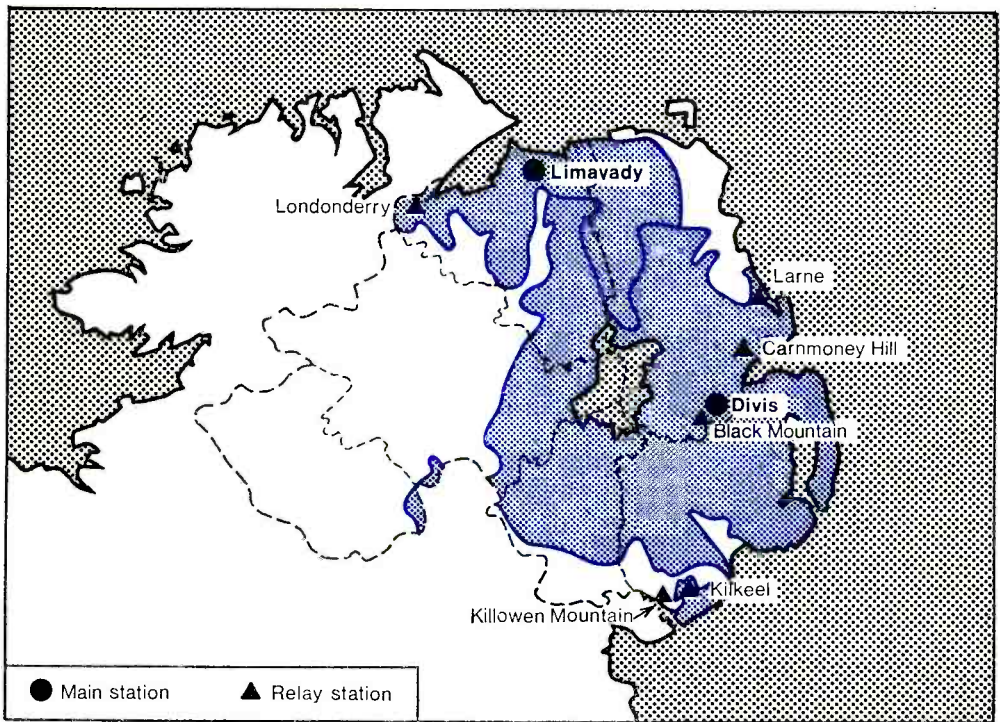 Limavady
Londonderry
Larne
Carnmoney Hill
Divis
Black Mountain
Kilkeel
Killowen Mountain
Main station
Relay station